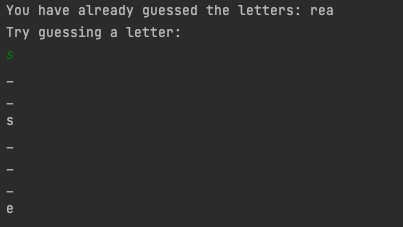 You have already guessed the letters: rea
Try guessing a letter:
s
_
_
s
_
_
_
e